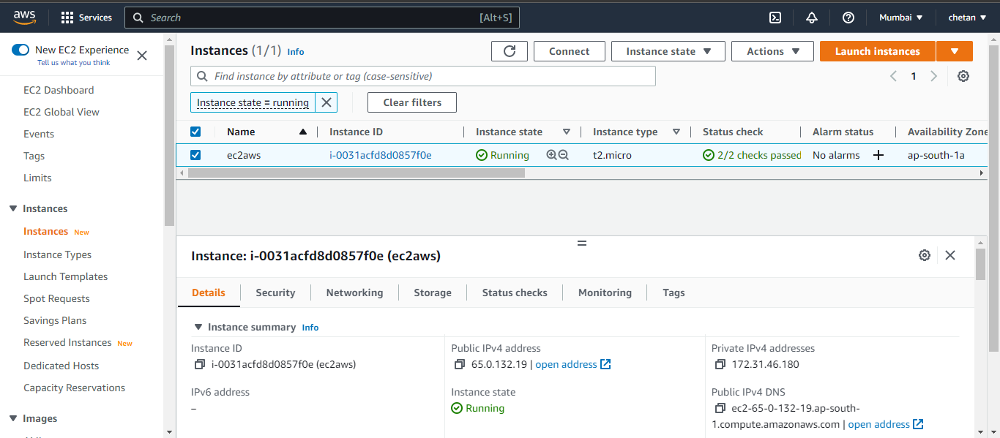 aws Services Search [Alt+S] Mumbai ▼ chetan ▼
New EC2 Experience
Tell us what you think
EC2 Dashboard
EC2 Global View
Events
Tags
Limits
Instances
Instances New
Instance Types
Launch Templates
Spot Requests
Savings Plans
Reserved Instances New
Dedicated Hosts
Capacity Reservations
Images
Instances (1/1) Info
Connect Instance state ▼ Actions ▼ Launch instances ▼
Find instance by attribute or tag (case-sensitive)
1
Instance state = running Clear filters
Name Instance ID Instance state Instance type Status check Alarm status Availability Zone
ec2aws i-0031acfd8d0857f0e Running t2.micro 2/2 checks passed No alarms + ap-south-1a
Instance: i-0031acfd8d0857f0e (ec2aws)
Details Security Networking Storage Status checks Monitoring Tags
Instance summary Info
Instance ID
i-0031acfd8d0857f0e (ec2aws)
Public IPv4 address
65.0.132.19 | open address
Private IPv4 addresses
172.31.46.180
IPv6 address
–
Instance state
Running
Public IPv4 DNS
ec2-65-0-132-19.ap-south-
1.compute.amazonaws.com | open address